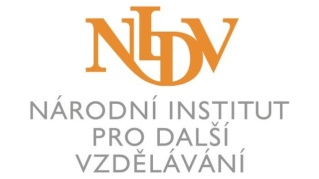 NIDV
NÁRODNÍ INSTITUT
PRO DALŠÍ
VZDĚLÁVÁNÍ